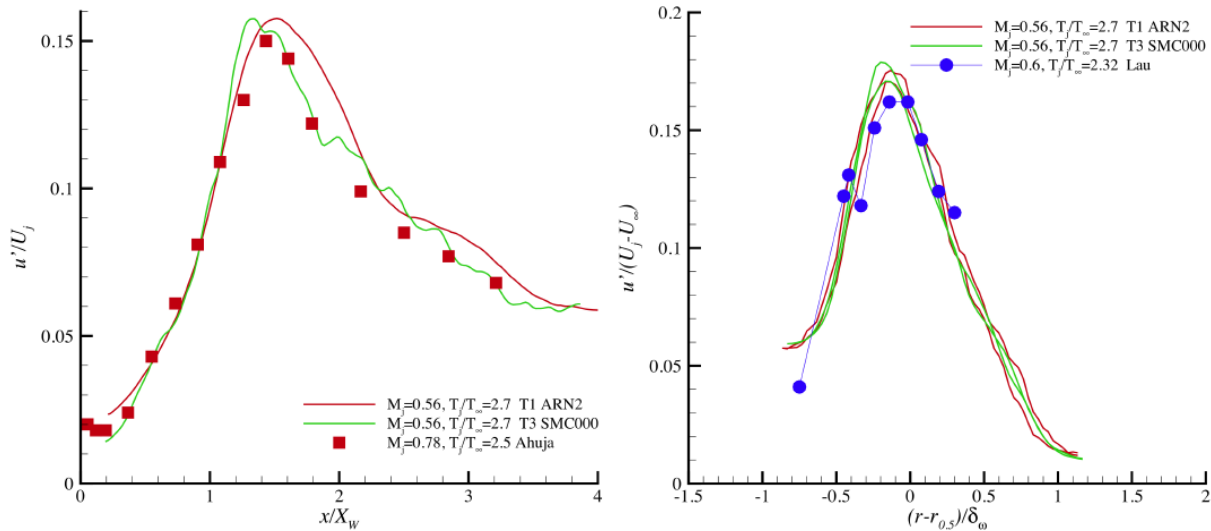 0.15
0.1
0.05
0
u'/U_j
M_j=0.56, T_j/T_∞=2.7 T1 ARN2
M_j=0.56, T_j/T_∞=2.7 T3 SMC000
M_j=0.78, T_j/T_∞=2.5 Ahuja
0 1 2 3 4
x/X_W
0.2
0.15
0.1
0.05
0
u'/(U_j-U_∞)
M_j=0.56, T_j/T_∞=2.7 T1 ARN2
M_j=0.56, T_j/T_∞=2.7 T3 SMC000
M_j=0.6, T_j/T_∞=2.32 Lau
-1.5 -1 -0.5 0 0.5 1 1.5 2
(r-r_{0.5})/δ_ω